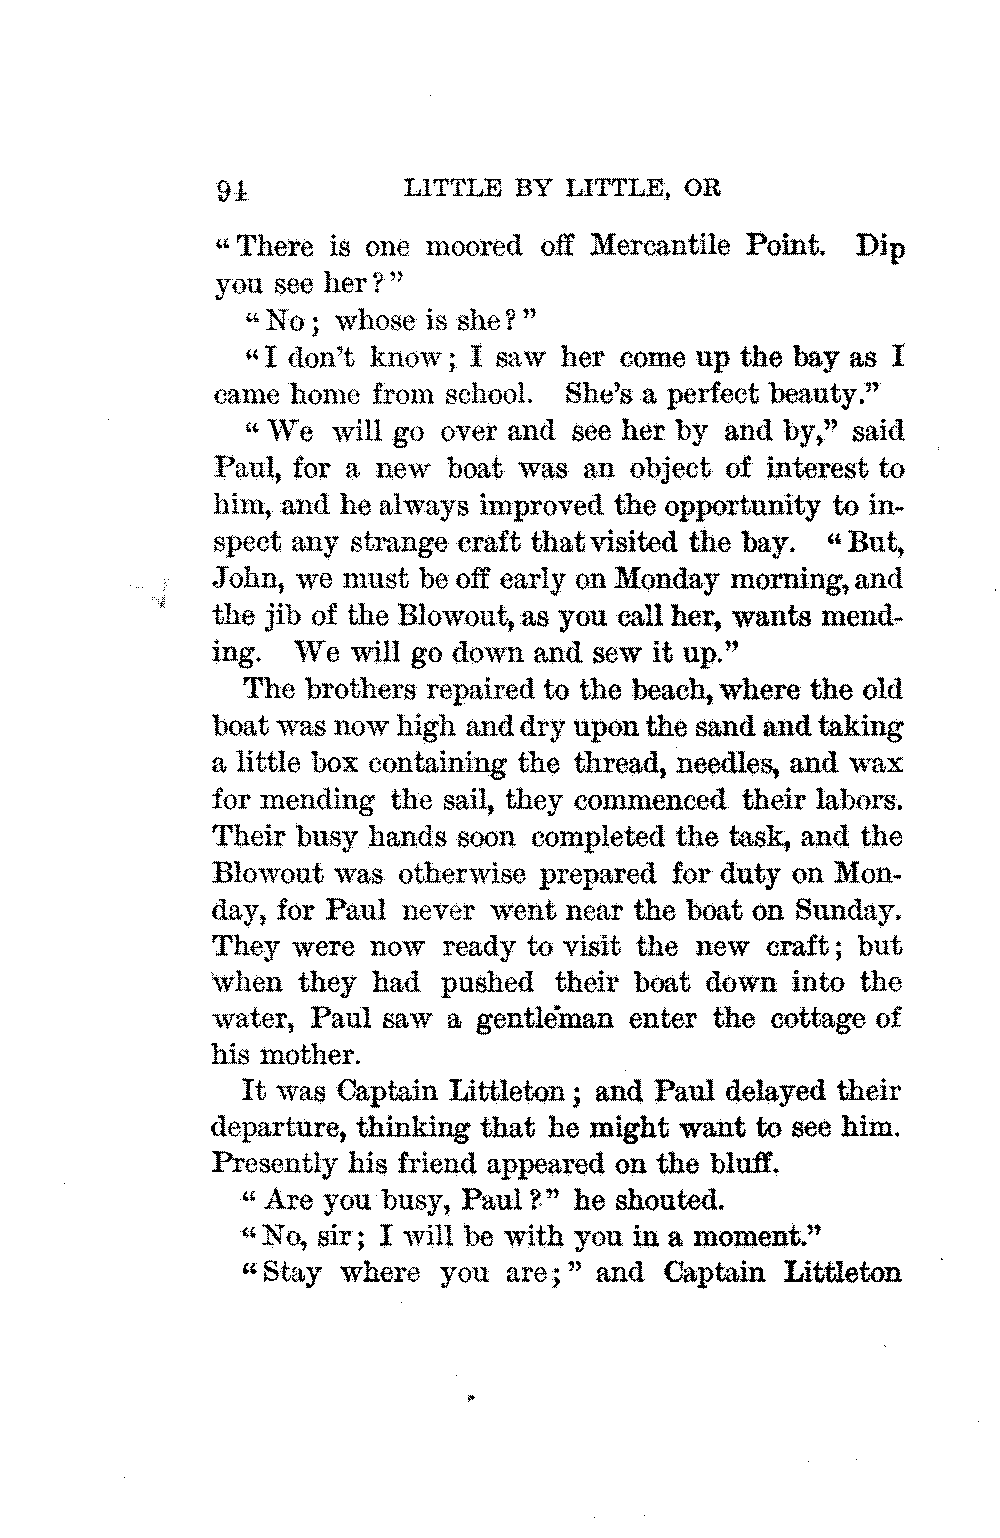 94 LITTLE BY LITTLE, OR
“There is one moored off Mercantile Point. Dip
you see her?”
“No; whose is she?”
“I don’t know; I saw her come up the bay as I
came home from school. She’s a perfect beauty.”
“We will go over and see her by and by,” said
Paul, for a new boat was an object of interest to
him, and he always improved the opportunity to in-
spect any strange craft that visited the bay. “But,
John, we must be off early on Monday morning, and
the jib of the Blowout, as you call her, wants mend-
ing. We will go down and sew it up.”
The brothers repaired to the beach, where the old
boat was now high and dry upon the sand and taking
a little box containing the thread, needles, and wax
for mending the sail, they commenced their labors.
Their busy hands soon completed the task, and the
Blowout was otherwise prepared for duty on Mon-
day, for Paul never went near the boat on Sunday.
They were now ready to visit the new craft; but
when they had pushed their boat down into the
water, Paul saw a gentleman enter the cottage of
his mother.
It was Captain Littleton; and Paul delayed their
departure, thinking that he might want to see him.
Presently his friend appeared on the bluff.
“Are you busy, Paul?” he shouted.
“No, sir; I will be with you in a moment.”
“Stay where you are;” and Captain Littleton